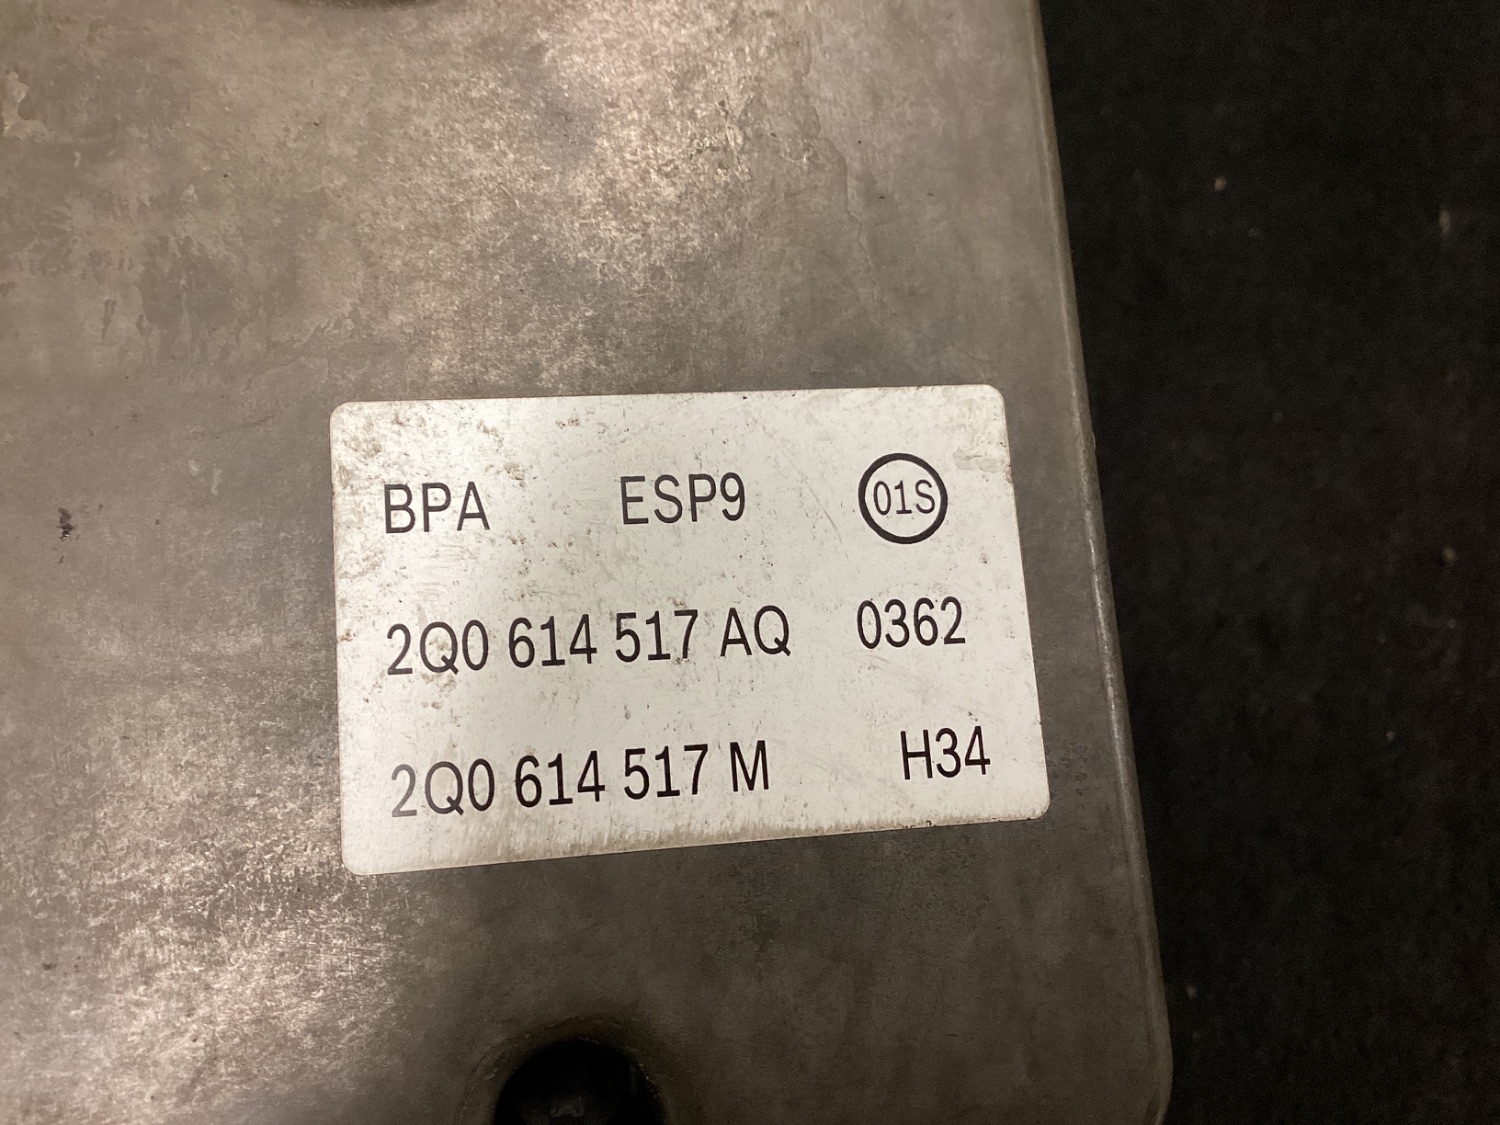 BPA ESP9 01S
2Q0 614 517 AQ 0362
2Q0 614 517 M H34